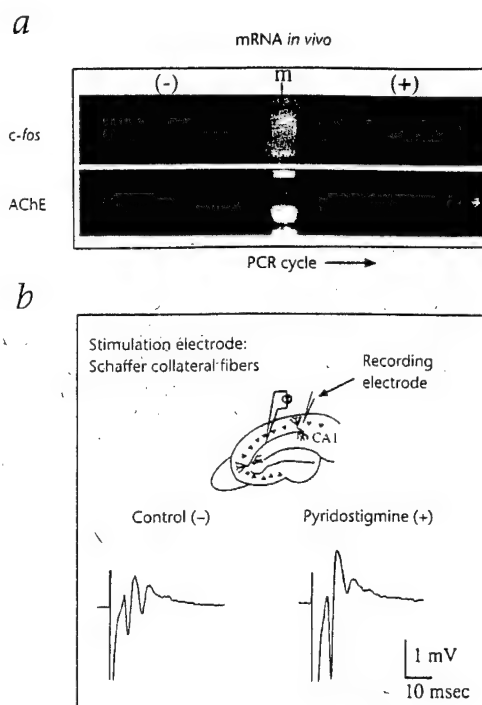 a
mRNA in vivo
(-) m (+)
c-fos
AChE
PCR cycle
b
Stimulation electrode:
Schaffer collateral fibers
Recording
electrode
CA1
Control (–) Pyridostigmine (+)
1 mV
10 msec